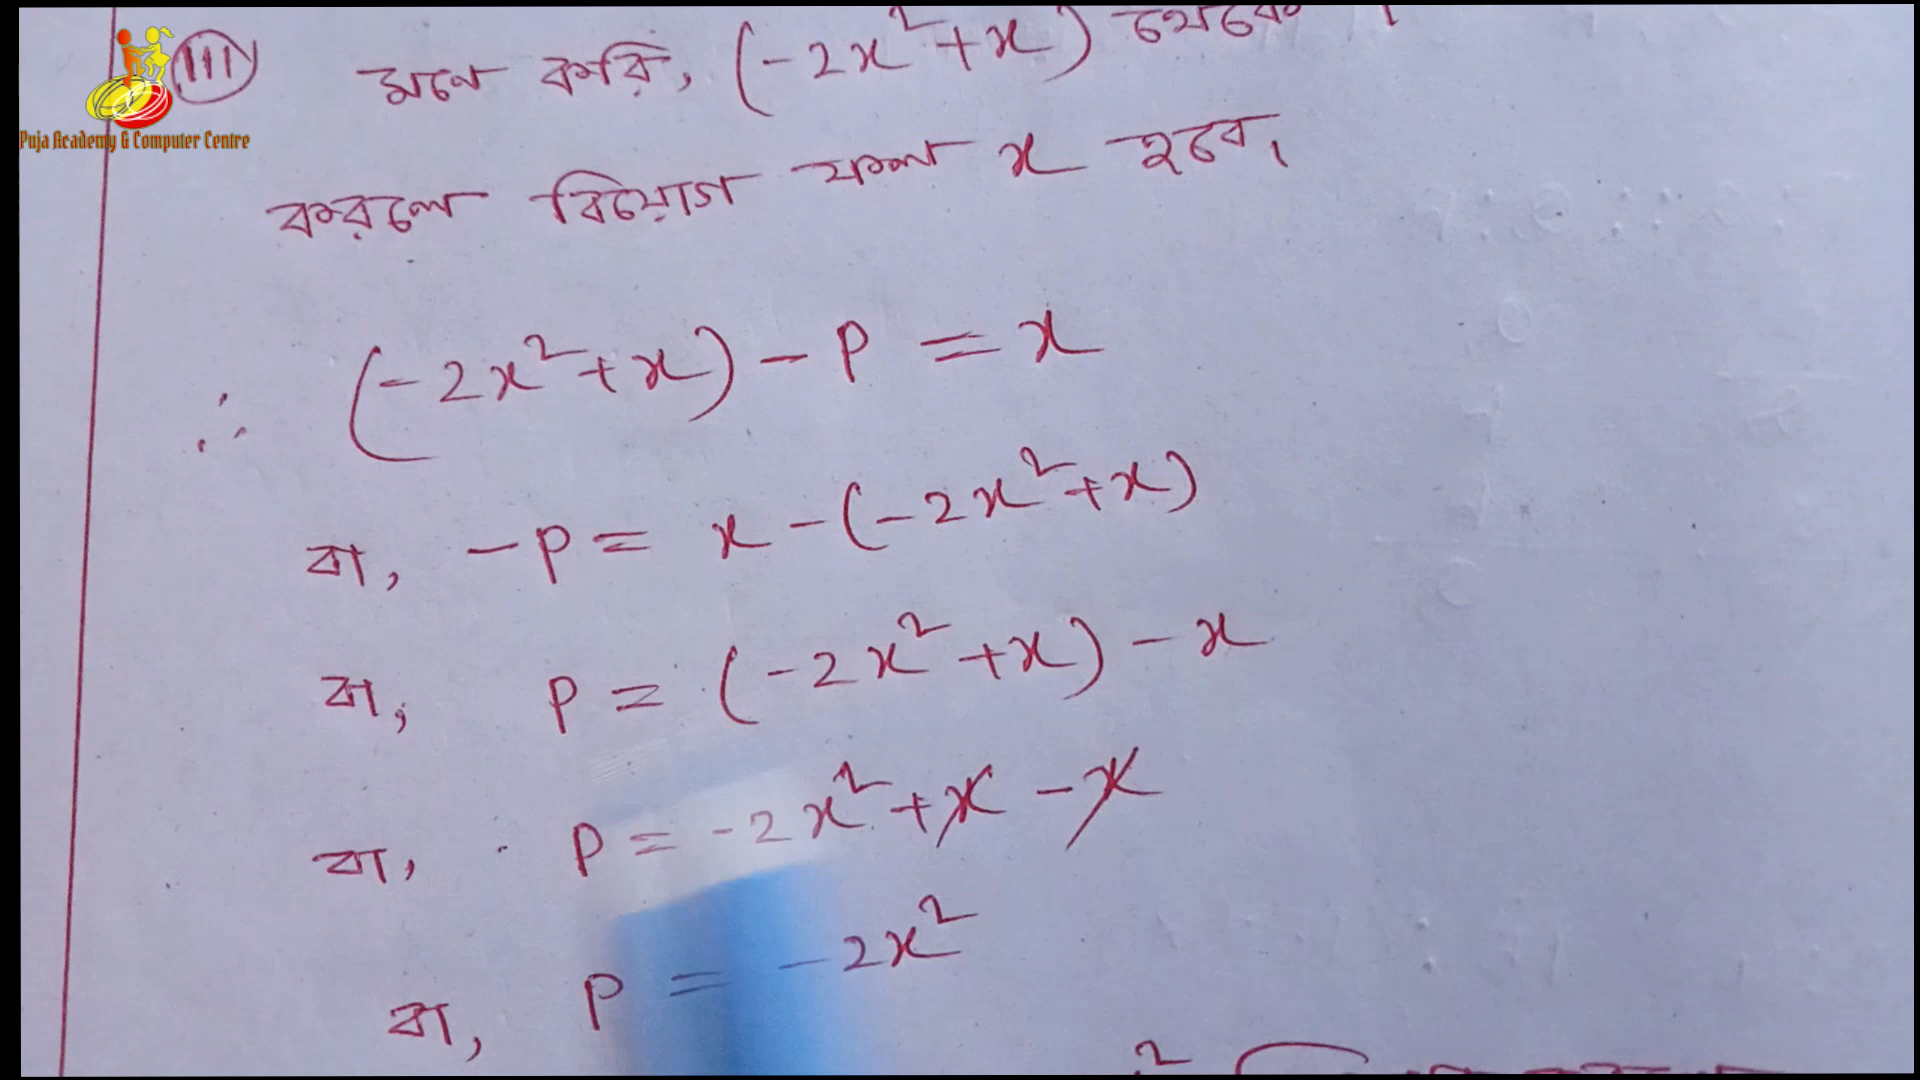 Puja Academy & Computer Centre
(III) মনে করি, (-2x²+x) থেকে
করলে বিয়োগ ফল x হবে।
∴ (-2x²+x) - p = x
বা, -p = x - (-2x²+x)
বা, p = (-2x²+x) - x
বা, p = -2x²+x - x
বা, p = -2x²